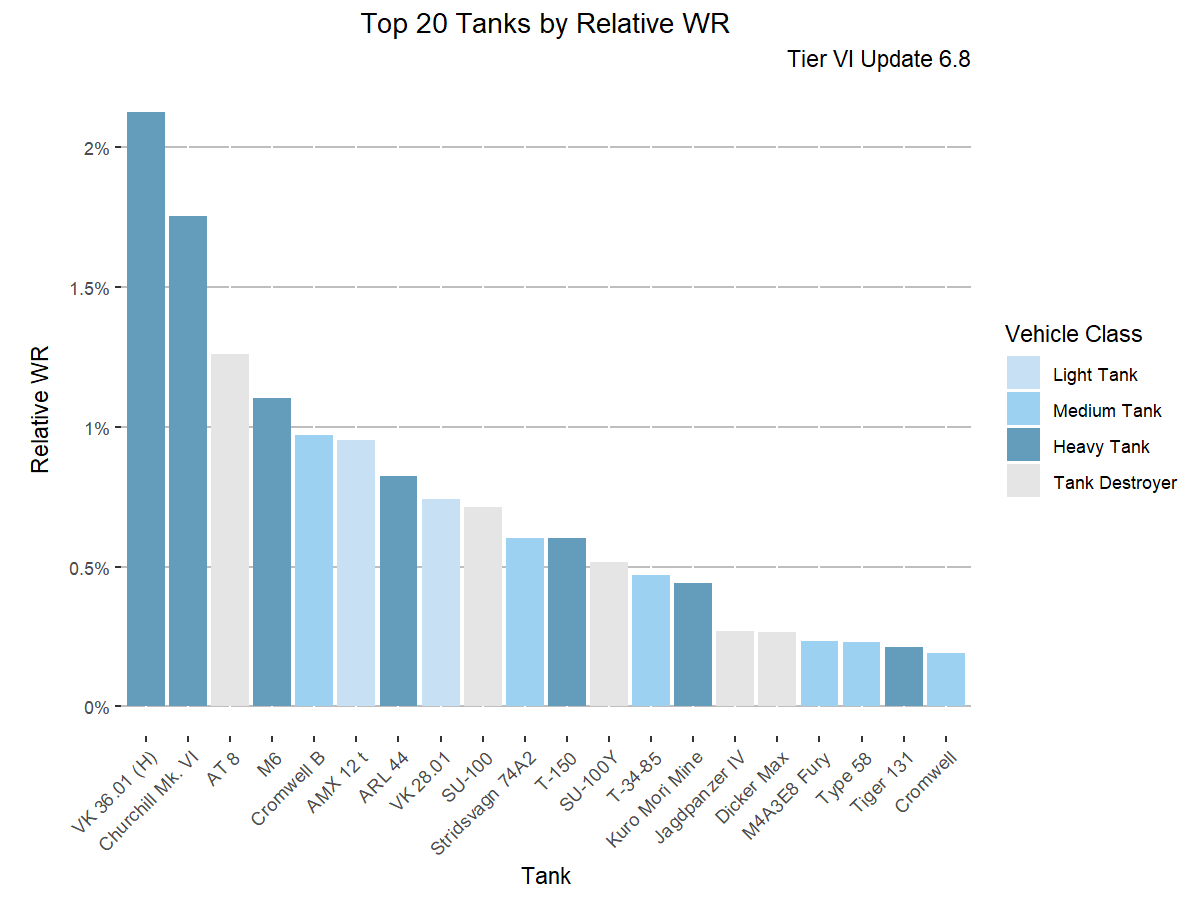 Top 20 Tanks by Relative WR
Tier VI Update 6.8
2%
1.5%
1%
0.5%
0%
Relative WR
VK 36.01 (H)
Churchill Mk. VI
AT 8
M6
Cromwell B
AMX 12 t
ARL 44
VK 28.01
SU-100
Stridsvagn 74A2
T-150
SU-100Y
T-34-85
Kuro Mori Mine
Jagdpanzer IV
Dicker Max
M4A3E8 Fury
Type 58
Tiger 131
Cromwell
Tank
Vehicle Class
Light Tank
Medium Tank
Heavy Tank
Tank Destroyer